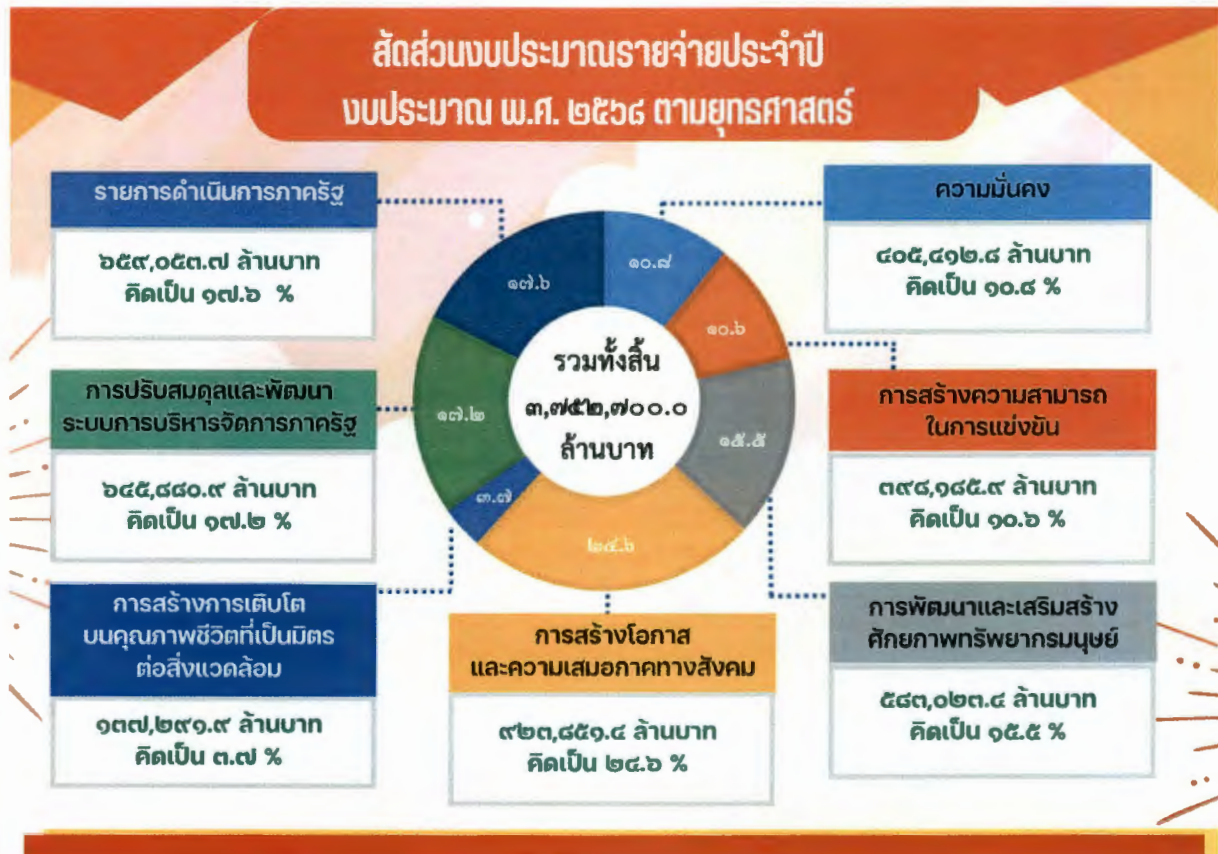 สัดส่วนงบประมาณรายจ่ายประจำปี
งบประมาณ พ.ศ. ๒๕๖๘ ตามยุทธศาสตร์
รายการดำเนินการภาครัฐ
๖๕๙,๐๕๓.๗ ล้านบาท
คิดเป็น ๑๗.๖ %
ความมั่นคง
๔๐๕,๔๑๒.๘ ล้านบาท
คิดเป็น ๑๐.๘ %
๑๗.๖
๑๐.๘
๑๐.๖
๑๗.๒
๑๕.๕
๓.๗
๒๔.๖
รวมทั้งสิ้น
๓,๗๕๒,๗๐๐.๐
ล้านบาท
การปรับสมดุลและพัฒนา
ระบบการบริหารจัดการภาครัฐ
๖๔๕,๘๘๐.๙ ล้านบาท
คิดเป็น ๑๗.๒ %
การสร้างความสามารถ
ในการแข่งขัน
๓๙๘,๑๘๕.๙ ล้านบาท
คิดเป็น ๑๐.๖ %
การสร้างการเติบโต
บนคุณภาพชีวิตที่เป็นมิตร
ต่อสิ่งแวดล้อม
๑๓๗,๒๙๑.๙ ล้านบาท
คิดเป็น ๓.๗ %
การสร้างโอกาส
และความเสมอภาคทางสังคม
๙๒๓,๘๕๑.๔ ล้านบาท
คิดเป็น ๒๔.๖ %
การพัฒนาและเสริมสร้าง
ศักยภาพทรัพยากรมนุษย์
๕๘๓,๐๒๓.๔ ล้านบาท
คิดเป็น ๑๕.๕ %